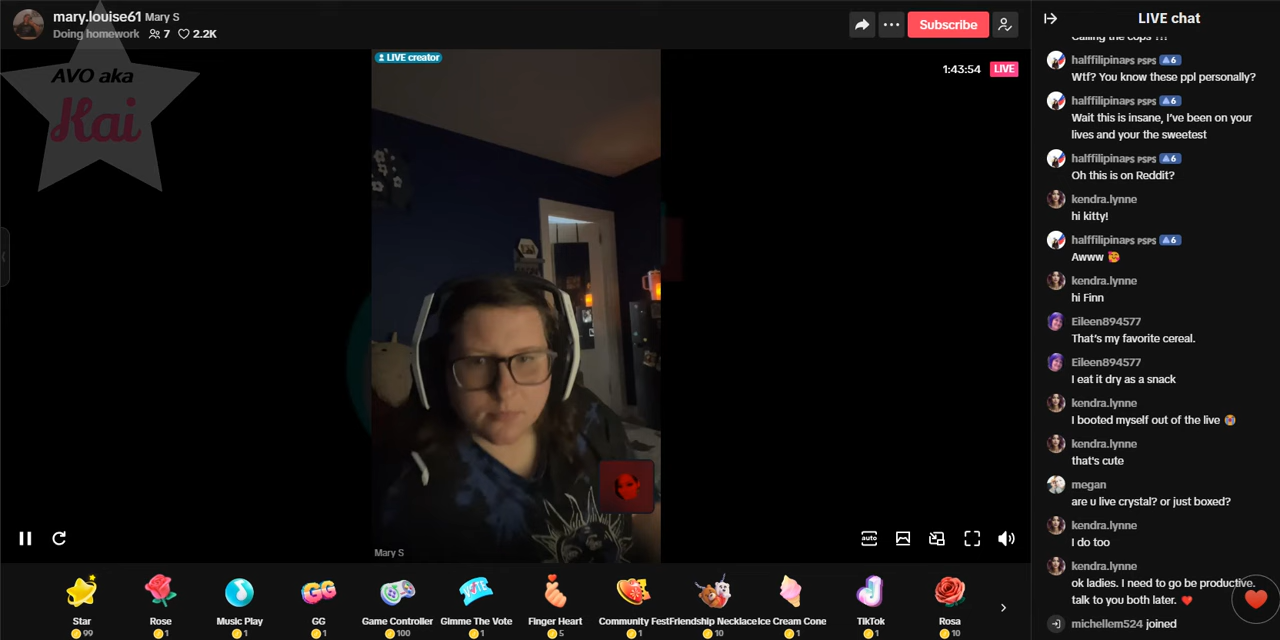 mary.louise61 Mary S
Doing homework 7 2.2K
Subscribe
LIVE chat
AVO aka
Kai
LIVE creator
1:43:54 LIVE
Mary S
auto
Star
99
Rose
1
Music Play
1
GG
1
Game Controller
100
Gimme The Vote
1
Finger Heart
5
Community Fest
1
Friendship Necklace
10
Ice Cream Cone
1
TikTok
1
Rosa
10
Calling the cops !!!
halffilipinaPS PSPS 6
Wtf? You know these ppl personally?
halffilipinaPS PSPS 6
Wait this is insane, I've been on your
lives and your the sweetest
halffilipinaPS PSPS 6
Oh this is on Reddit?
kendra.lynne
hi kitty!
halffilipinaPS PSPS 6
Awww
kendra.lynne
hi Finn
Eileen894577
That's my favorite cereal.
Eileen894577
I eat it dry as a snack
kendra.lynne
I booted myself out of the live
kendra.lynne
that's cute
megan
are u live crystal? or just boxed?
kendra.lynne
I do too
kendra.lynne
ok ladies. I need to go be productive.
talk to you both later.
michellem524 joined